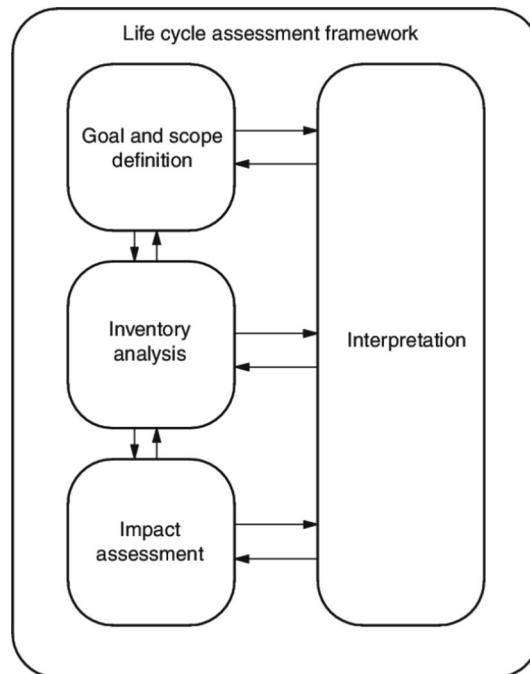 Life cycle assessment framework
Goal and scope
definition
Inventory
analysis
Interpretation
Impact
assessment